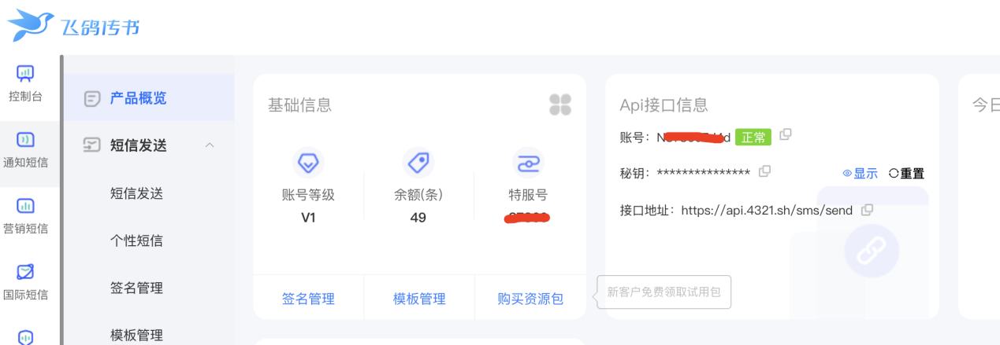 飞鸽传书
控制台
通知短信
营销短信
国际短信
产品概览
短信发送
短信发送
个性短信
签名管理
模板管理
基础信息
账号等级
V1
余额(条)
49
特服号
签名管理
模板管理
购买资源包
新客户免费领取试用包
Api接口信息
账号: 正常
秘钥: *************** 显示 重置
接口地址: https://api.4321.sh/sms/send
今日